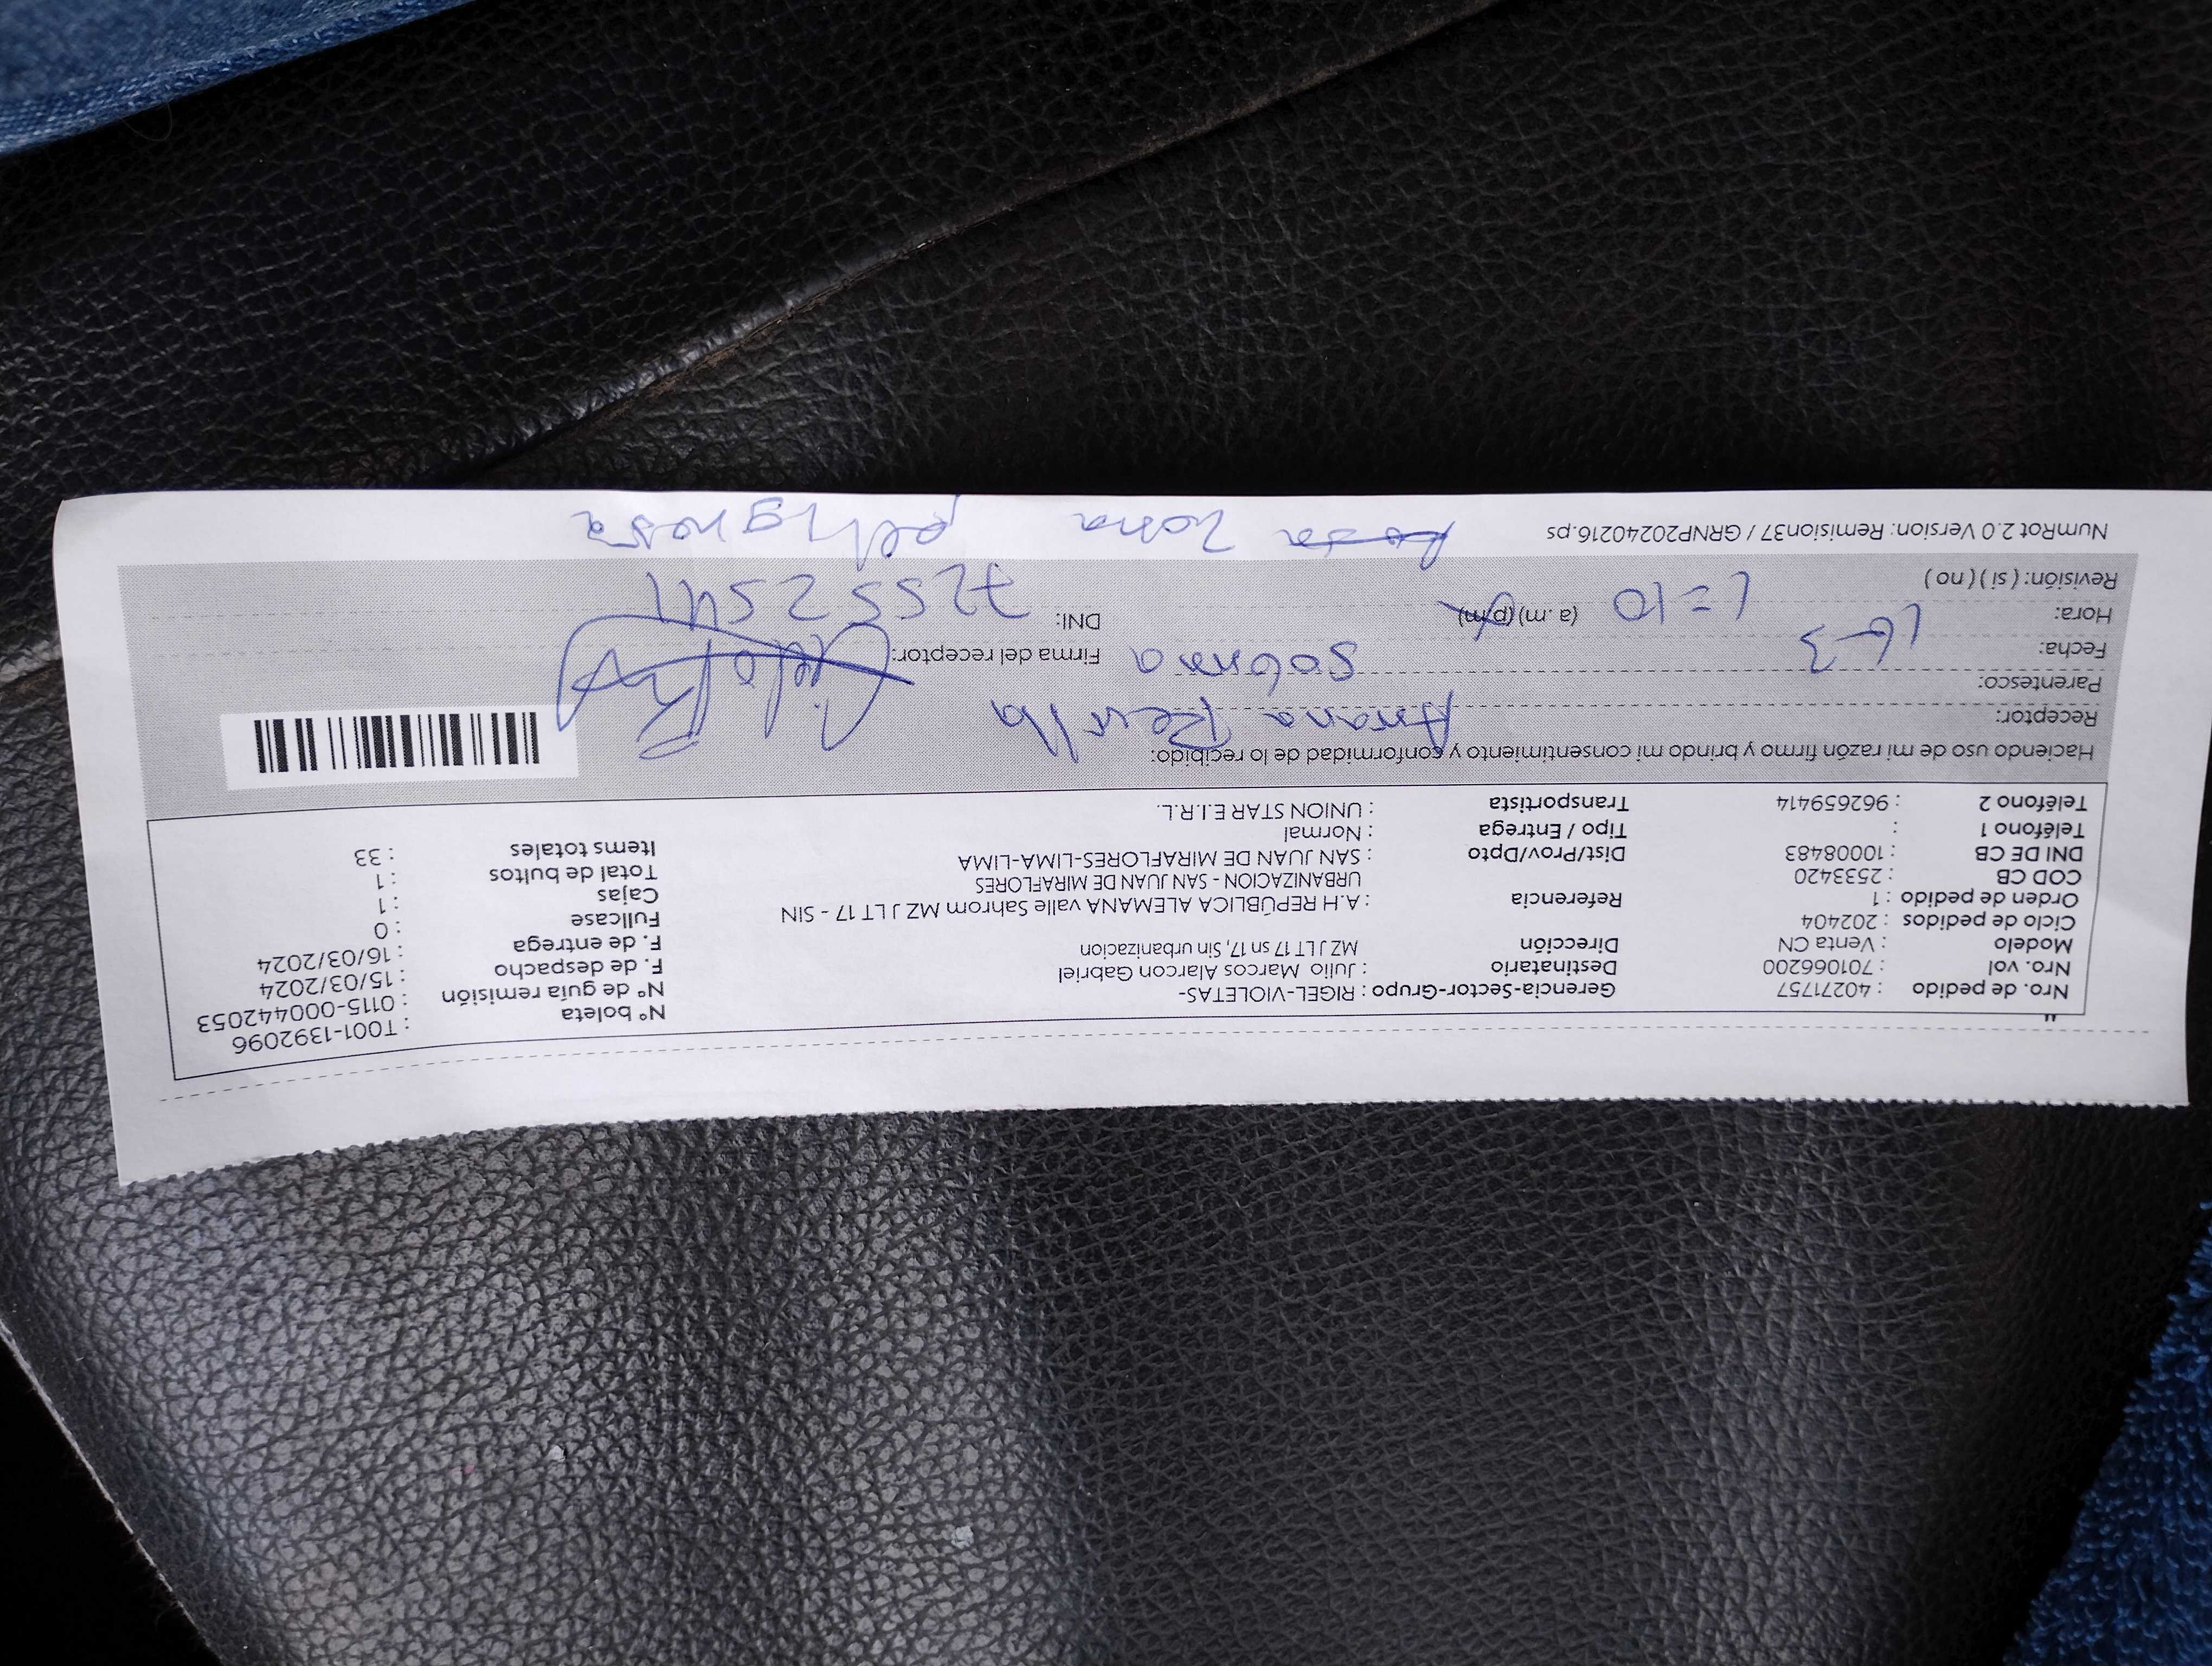 Nro. de pedido : 40271757 Gerencia-Sector-Grupo : RIGEL-VIOLETAS- N° boleta : T001-1392096
Nro. vol : 701066200 Destinatario : Julio Marcos Alarcon Gabriel N° de guía remisión : 0115-000442053
Modelo : Venta CN Dirección MZ J LT 17 sn 17, Sin urbanizacion F. de despacho : 15/03/2024
Ciclo de pedidos : 202404 F. de entrega : 16/03/2024
Orden de pedido : 1 Referencia : A.H REPÚBLICA ALEMANA valle Sahrom MZ J LT 17 - SIN Fullcase : 0
COD CB : 2533420 URBANIZACION - SAN JUAN DE MIRAFLORES Cajas : 1
DNI DE CB : 10008483 Dist/Prov/Dpto : SAN JUAN DE MIRAFLORES-LIMA-LIMA Total de bultos : 1
Teléfono 1 : Tipo / Entrega : Normal Items totales : 33
Teléfono 2 : 962659414 Transportista : UNION STAR E.I.R.L.
Haciendo uso de mi razón firmo y brindo mi consentimiento y conformidad de lo recibido:
Receptor: Arana
Parentesco: Sobrina
Fecha: 16-3 Firma del receptor:
Hora: 1=10 (a.m) (p/m) DNI: 72552541
Revisión: ( si ) ( no )
NumRot 2.0 Version: Remision37 / GRNP20240216.ps zona peligrosa